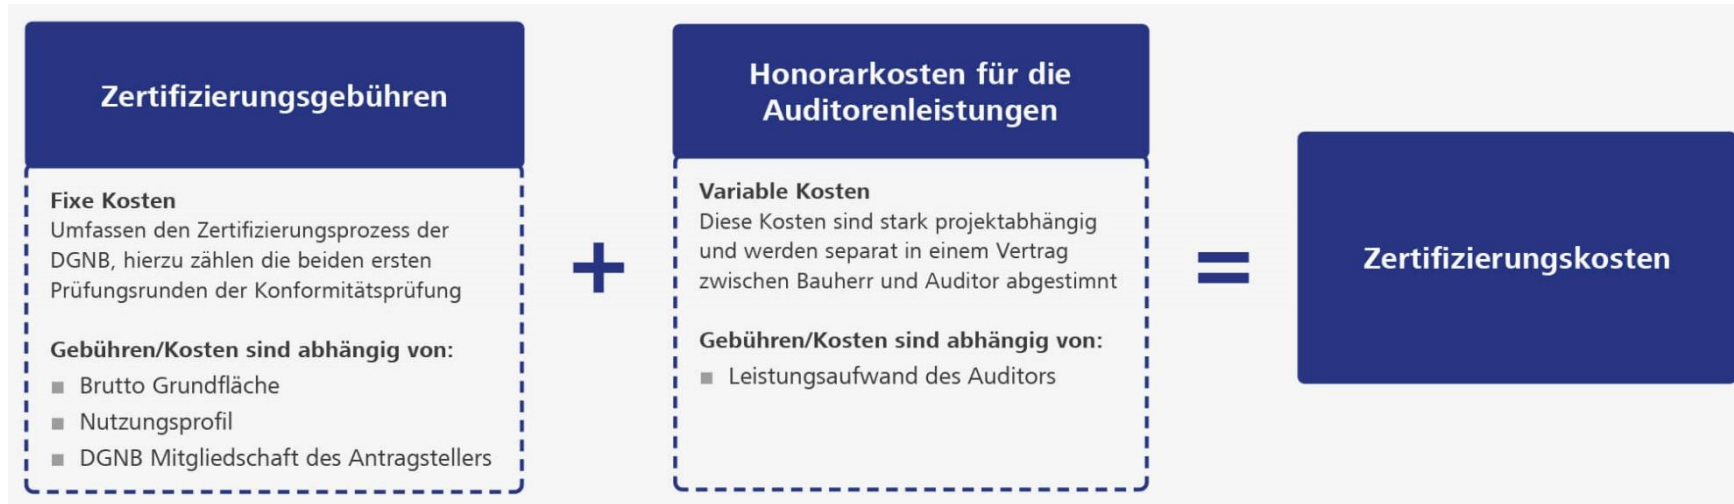 Zertifizierungsgebühren
Fixe Kosten
Umfassen den Zertifizierungsprozess der
DGNB, hierzu zählen die beiden ersten
Prüfungsrunden der Konformitätsprüfung
Gebühren/Kosten sind abhängig von:
■ Brutto Grundfläche
■ Nutzungsprofil
■ DGNB Mitgliedschaft des Antragstellers
+
Honorarkosten für die
Auditorenleistungen
Variable Kosten
Diese Kosten sind stark projektabhängig
und werden separat in einem Vertrag
zwischen Bauherr und Auditor abgestimnt
Gebühren/Kosten sind abhängig von:
■ Leistungsaufwand des Auditors
=
Zertifizierungskosten